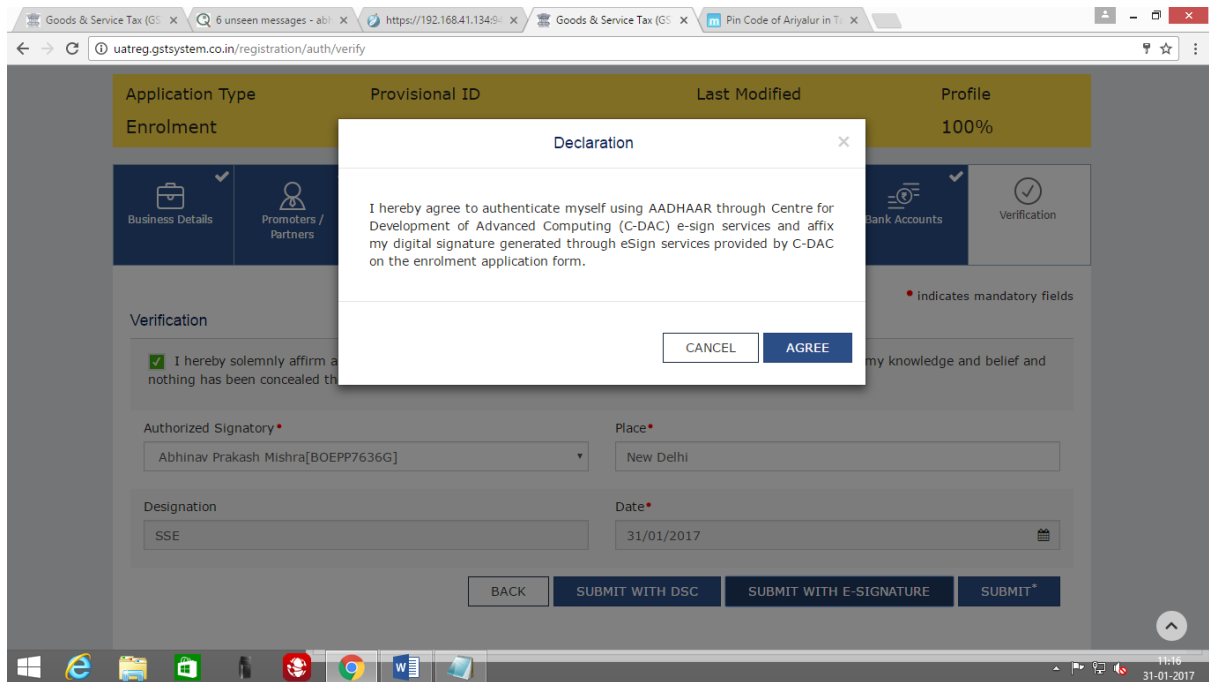 Goods & Service Tax (GS
6 unseen messages - abh
https://192.168.41.134:9
Goods & Service Tax (GS
Pin Code of Ariyalur in Ta
uatreg.gstsystem.co.in/registration/auth/verify
Application Type Provisional ID Last Modified Profile
Enrolment 100%
Declaration
Business Details
Promoters /
Partners
Bank Accounts
Verification
I hereby agree to authenticate myself using AADHAAR through Centre for
Development of Advanced Computing (C-DAC) e-sign services and affix
my digital signature generated through eSign services provided by C-DAC
on the enrolment application form.
CANCEL AGREE
• indicates mandatory fields
Verification
I hereby solemnly affirm a my knowledge and belief and
nothing has been concealed th
Authorized Signatory• Place•
Abhinav Prakash Mishra[BOEPP7636G] New Delhi
Designation Date•
SSE 31/01/2017
BACK SUBMIT WITH DSC SUBMIT WITH E-SIGNATURE SUBMIT*
11:16
31-01-2017